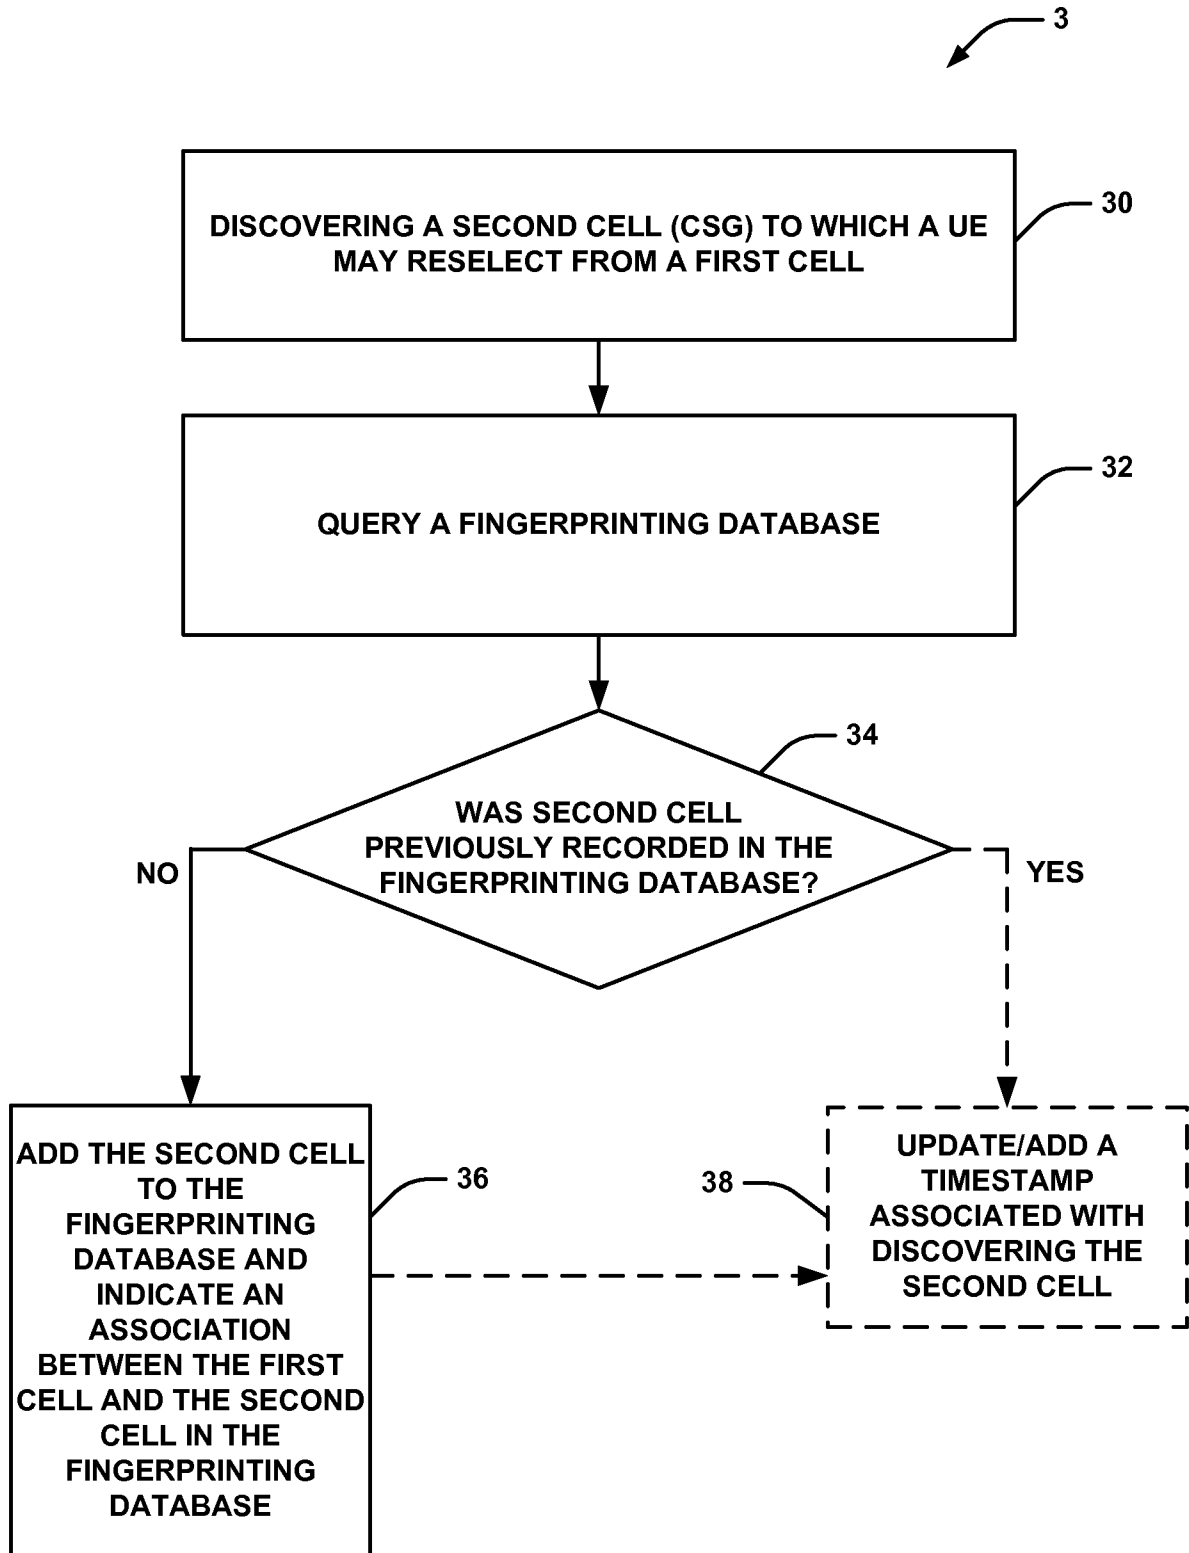 3
DISCOVERING A SECOND CELL (CSG) TO WHICH A UE
MAY RESELECT FROM A FIRST CELL
30
QUERY A FINGERPRINTING DATABASE
32
34
WAS SECOND CELL
PREVIOUSLY RECORDED IN THE
FINGERPRINTING DATABASE?
NO
YES
ADD THE SECOND CELL
TO THE
FINGERPRINTING
DATABASE AND
INDICATE AN
ASSOCIATION
BETWEEN THE FIRST
CELL AND THE SECOND
CELL IN THE
FINGERPRINTING
DATABASE
36
38
UPDATE/ADD A
TIMESTAMP
ASSOCIATED WITH
DISCOVERING THE
SECOND CELL